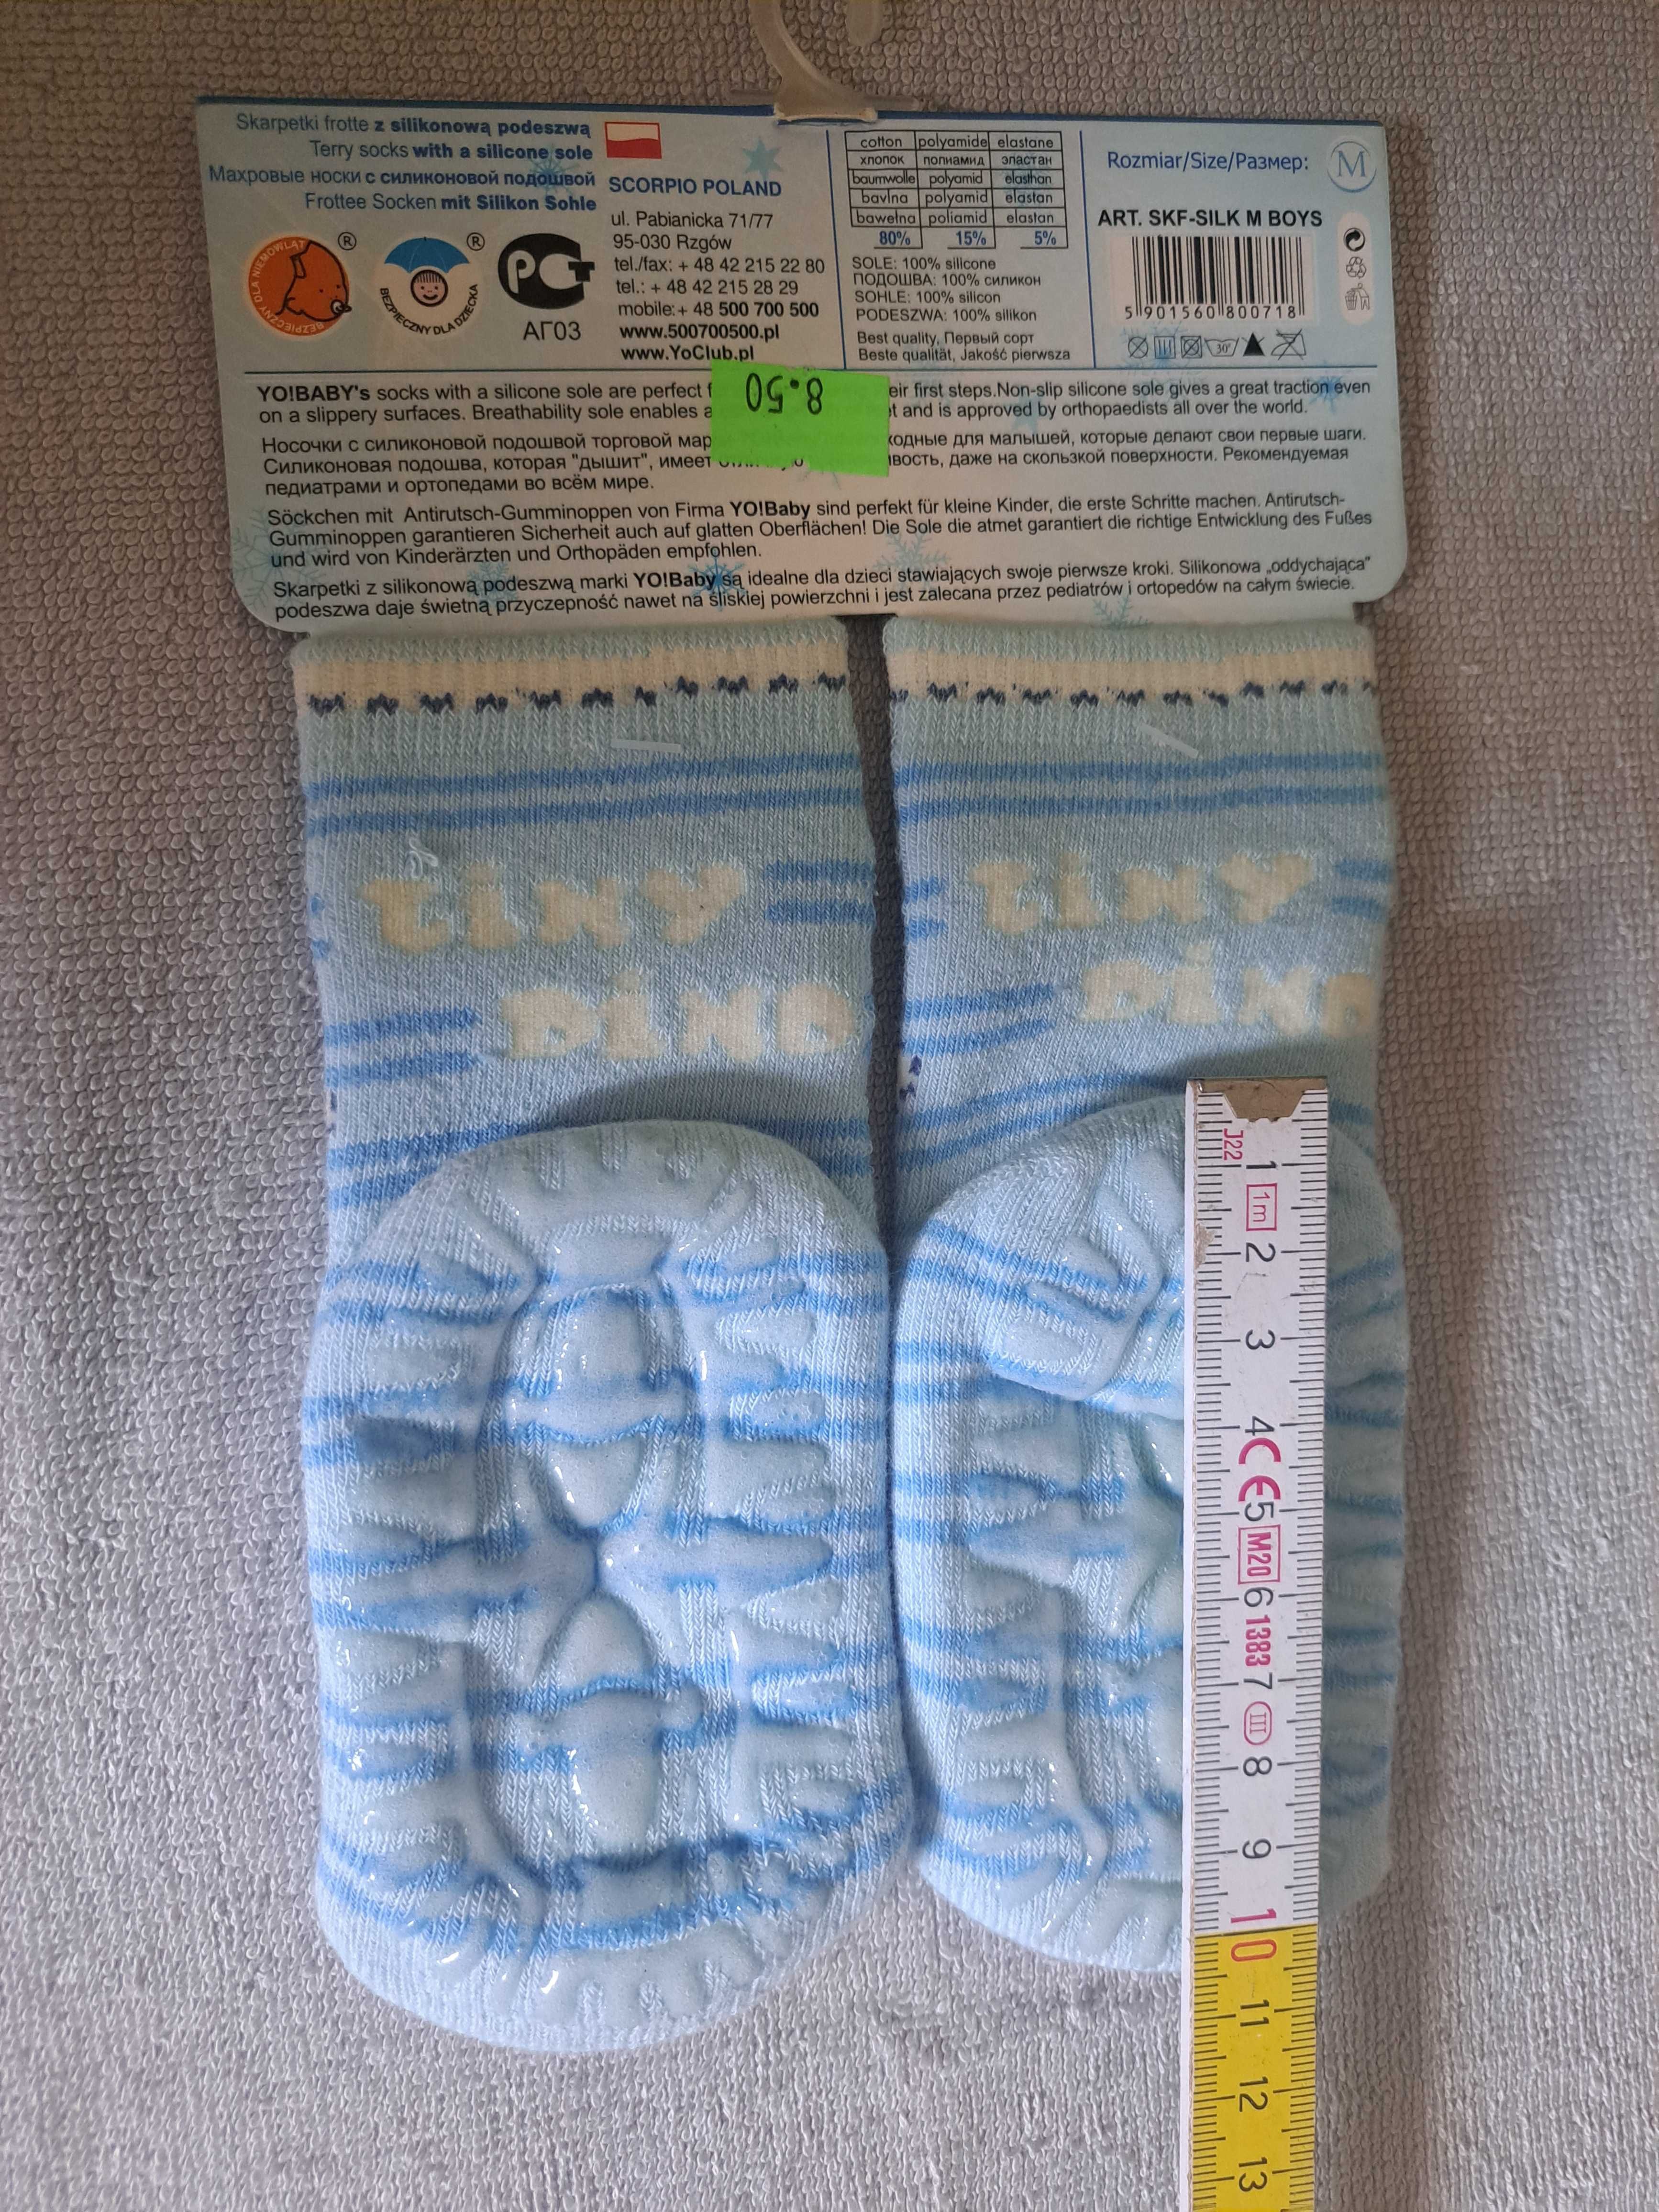 Skarpetki frotte z silikonową podeszwą
Terry socks with a silicone sole
Махровые носки с силиконовой подошвой
Frottee Socken mit Silikon Sohle
BEZPIECZNY DLA NIEMOWLĄT
®
BEZPIECZNY DLA DZIECKA
®
РСТ
АГ03
SCORPIO POLAND
ul. Pabianicka 71/77
95-030 Rzgów
tel./fax: + 48 42 215 22 80
tel.: + 48 42 215 28 29
mobile: + 48 500 700 500
www.500700500.pl
www.YoClub.pl
cotton polyamide elastane
хлопок полиамид эластан
baumwolle polyamid elasthan
bavlna polyamid elastan
bawełna poliamid elastan
80% 15% 5%
SOLE: 100% silicone
ПОДОШВА: 100% силикон
SOHLE: 100% silicon
PODESZWA: 100% silikon
Best quality, Первый сорт
Beste qualität, Jakość pierwsza
Rozmiar/Size/Размер: M
ART. SKF-SILK M BOYS
5 901560 800718
30°
8.50
YO!BABY's socks with a silicone sole are perfect eir first steps.Non-slip silicone sole gives a great traction even
on a slippery surfaces. Breathability sole enables and is approved by orthopaedists all over the world.
Носочки с силиконовой подошвой торговой мар для малышей, которые делают свои первые шаги.
Силиконовая подошва, которая "дышит", имеет вость, даже на скользкой поверхности. Рекомендуемая
педиатрами и ортопедами во всём мире.
Söckchen mit Antirutsch-Gumminoppen von Firma YO!Baby sind perfekt für kleine Kinder, die erste Schritte machen. Antirutsch-
Gumminoppen garantieren Sicherheit auch auf glatten Oberflächen! Die Sole die atmet garantiert die richtige Entwicklung des Fußes
und wird von Kinderärzten und Orthopäden empfohlen.
Skarpetki z silikonową podeszwą marki YO!Baby są idealne dla dzieci stawiających swoje pierwsze kroki. Silikonowa „oddychająca"
podeszwa daje świetną przyczepność nawet na śliskiej powierzchni i jest zalecana przez pediatrów i ortopedów na całym świecie.
tiNY
DiNO
tiNY
DiNO
J22
1
1m
2
3
4
CE
5
M20
6
1383
7
III
8
9
10
11
12
13